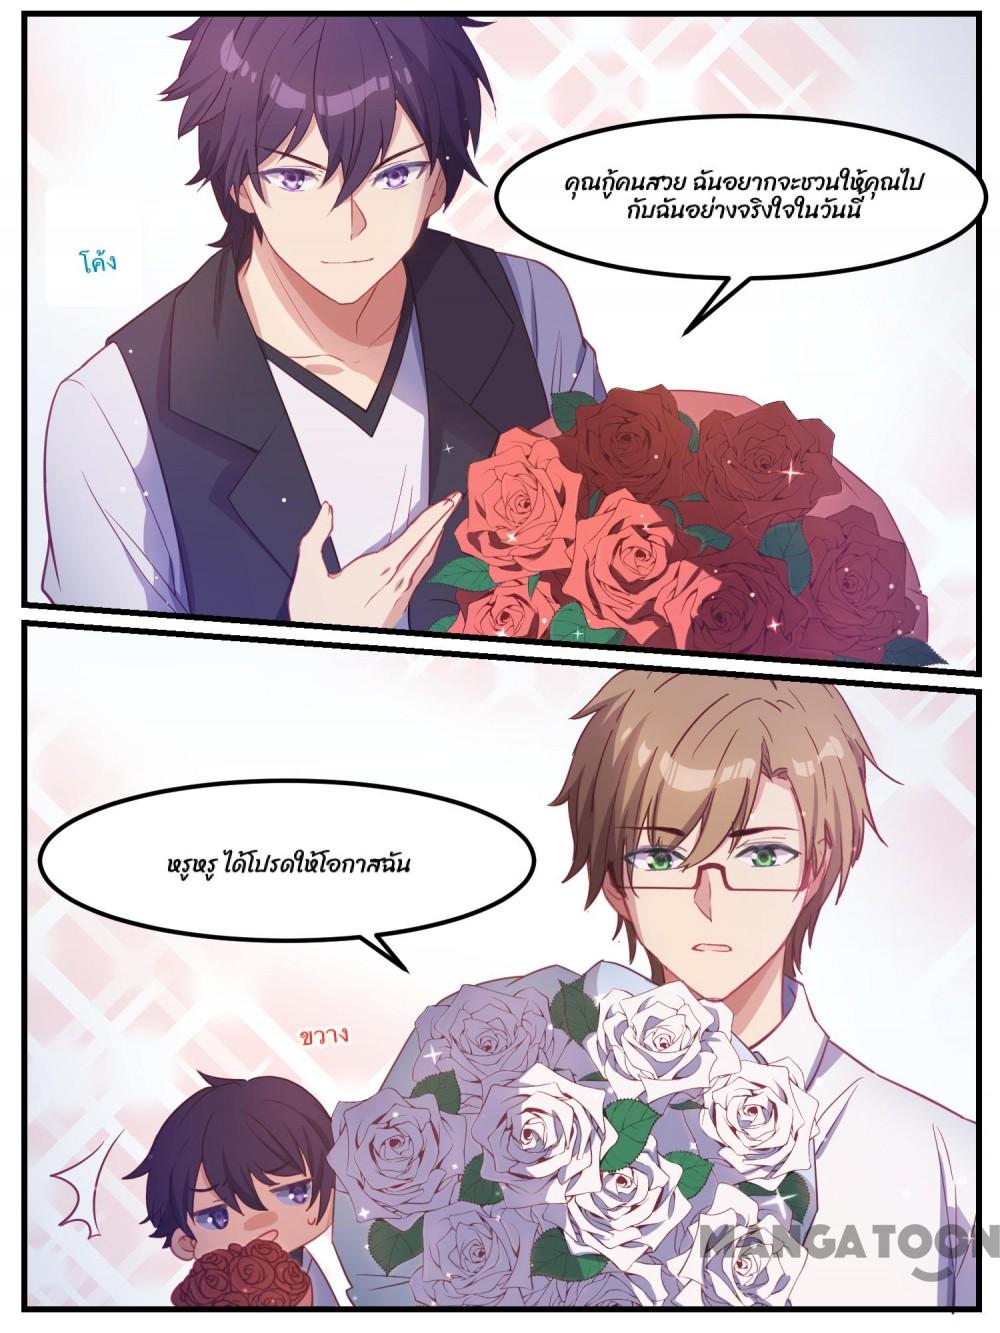 คุณกู้คนสวย ฉันอยากจะชวนให้คุณไป
กับฉันอย่างจริงใจในวันนี้
โค้ง
หรูหรู ได้โปรดให้โอกาสฉัน
ขวาง
MANGATOON